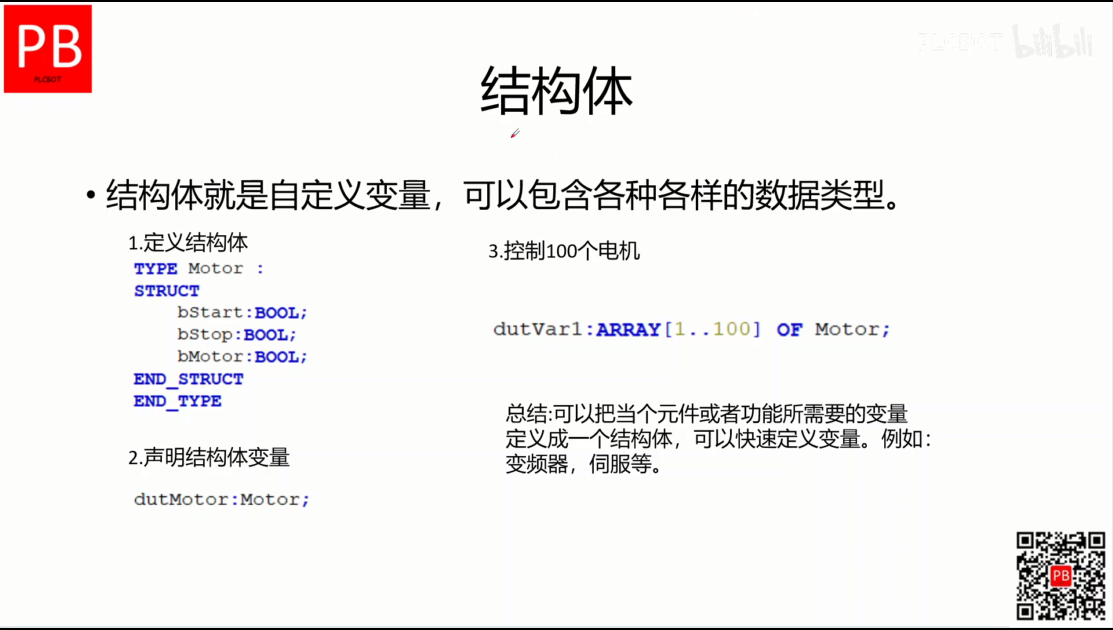 PB
PLCBOT
PLCBOT bilibili
结构体
• 结构体就是自定义变量，可以包含各种各样的数据类型。
1.定义结构体
TYPE Motor :
STRUCT
bStart:BOOL;
bStop:BOOL;
bMotor:BOOL;
END_STRUCT
END_TYPE
2.声明结构体变量
dutMotor:Motor;
3.控制100个电机
dutVar1:ARRAY[1..100] OF Motor;
总结:可以把当个元件或者功能所需要的变量
定义成一个结构体，可以快速定义变量。例如：
变频器，伺服等。
PB